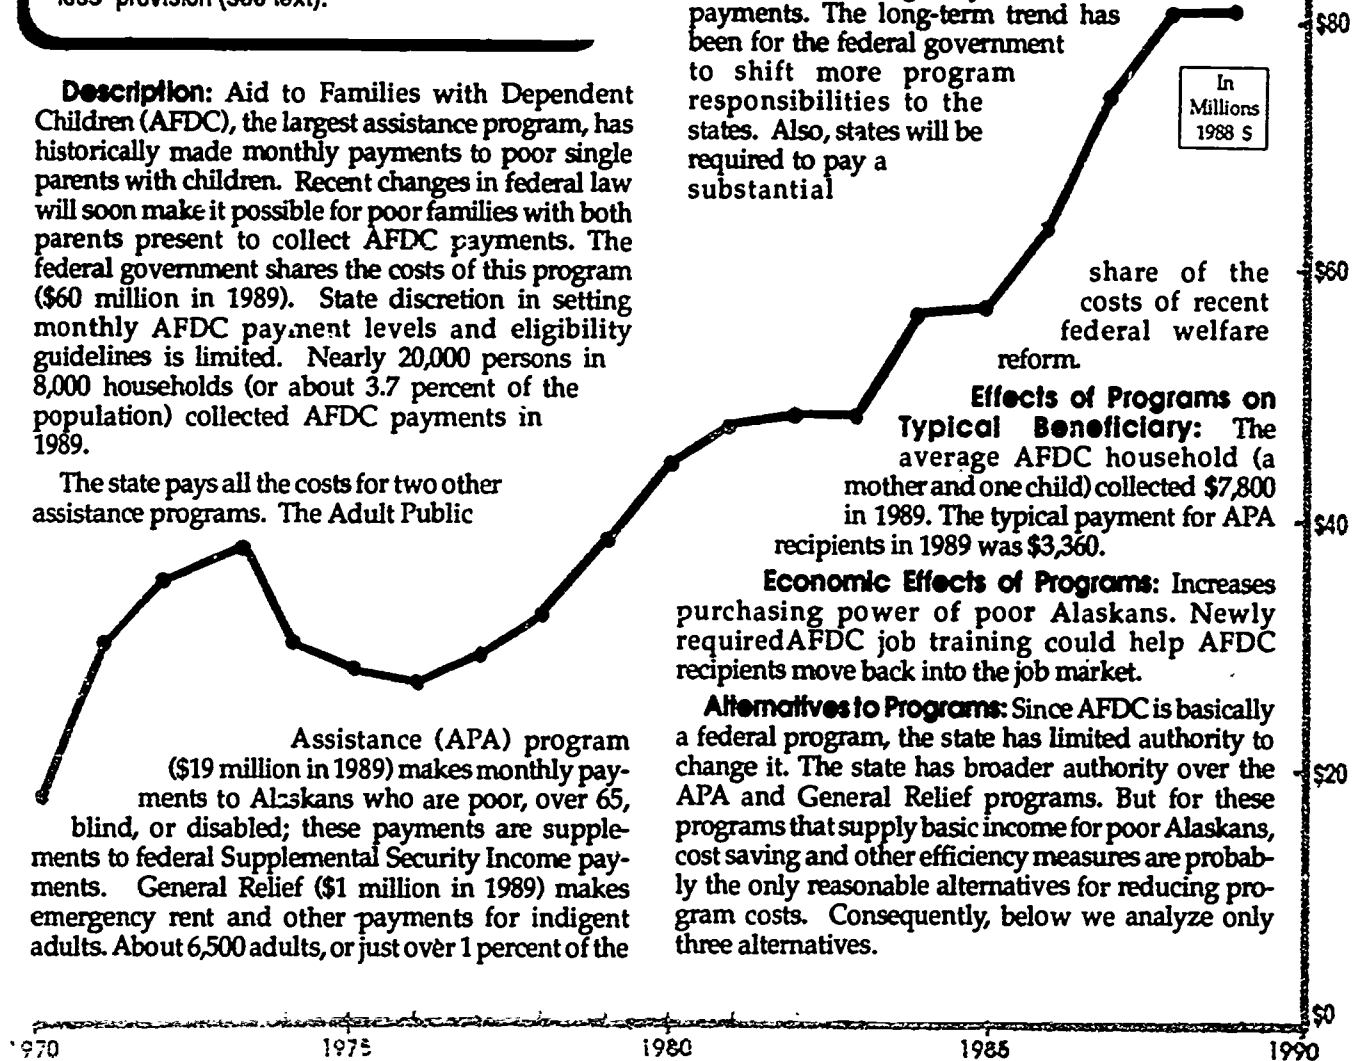 payments. The long-term trend has
been for the federal government
to shift more program
responsibilities to the
states. Also, states will be
required to pay a
substantial
share of the
costs of recent
federal welfare
reform.
Effects of Programs on
Typical Beneficiary: The
average AFDC household (a
mother and one child) collected $7,800
in 1989. The typical payment for APA
recipients in 1989 was $3,360.
Economic Effects of Programs: Increases
purchasing power of poor Alaskans. Newly
required AFDC job training could help AFDC
recipients move back into the job market.
Alternatives to Programs: Since AFDC is basically
a federal program, the state has limited authority to
change it. The state has broader authority over the
APA and General Relief programs. But for these
programs that supply basic income for poor Alaskans,
cost saving and other efficiency measures are probab-
ly the only reasonable alternatives for reducing pro-
gram costs. Consequently, below we analyze only
three alternatives.
provision (see text).
Description: Aid to Families with Dependent
Children (AFDC), the largest assistance program, has
historically made monthly payments to poor single
parents with children. Recent changes in federal law
will soon make it possible for poor families with both
parents present to collect AFDC payments. The
federal government shares the costs of this program
($60 million in 1989). State discretion in setting
monthly AFDC payment levels and eligibility
guidelines is limited. Nearly 20,000 persons in
8,000 households (or about 3.7 percent of the
population) collected AFDC payments in
1989.
The state pays all the costs for two other
assistance programs. The Adult Public
Assistance (APA) program
($19 million in 1989) makes monthly pay-
ments to Alaskans who are poor, over 65,
blind, or disabled; these payments are supple-
ments to federal Supplemental Security Income pay-
ments. General Relief ($1 million in 1989) makes
emergency rent and other payments for indigent
adults. About 6,500 adults, or just over 1 percent of the
In
Millions
1988 $
$80
$60
$40
$20
$0
1970 1975 1980 1985 1990